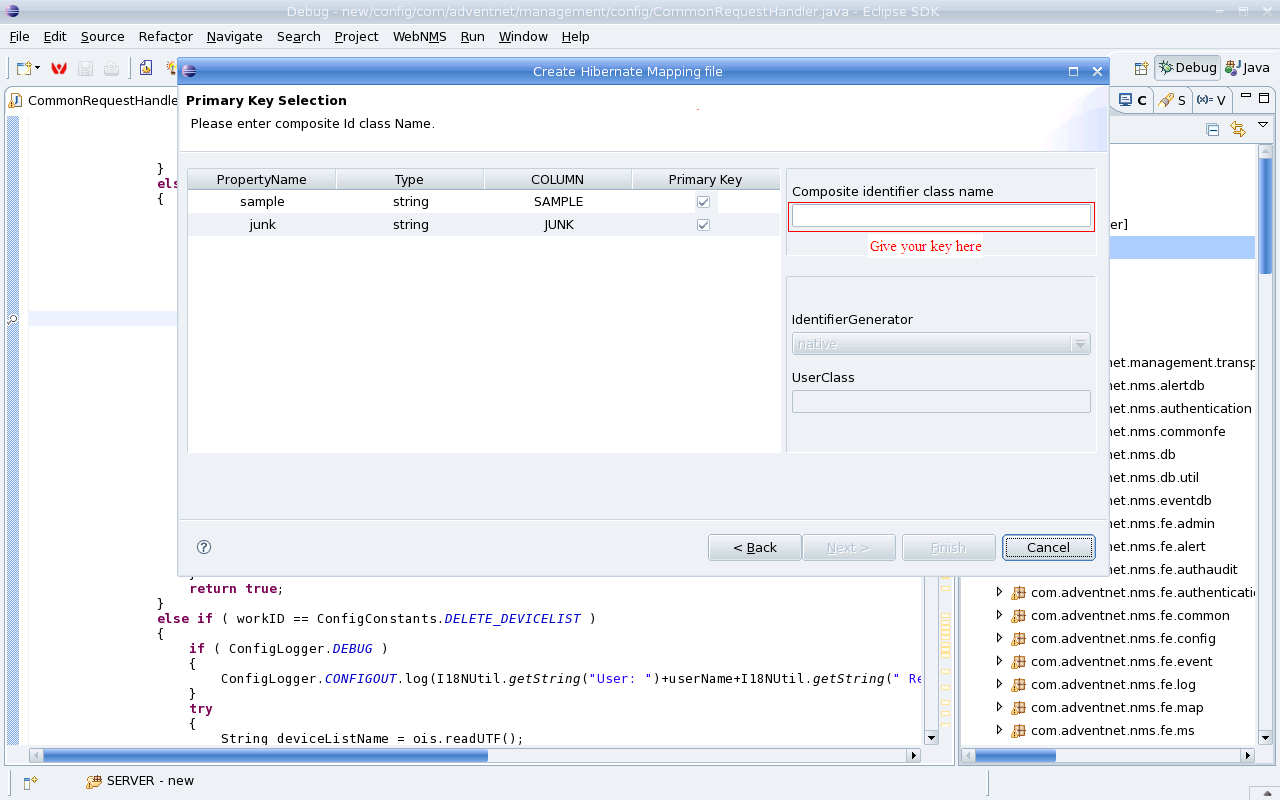 Debug - new/config/com/adventnet/management/config/CommonRequestHandler.java - Eclipse SDK
File Edit Source Refactor Navigate Search Project WebNMS Run Window Help
Debug Java
CommonRequestHandle
C S (x)= V
Create Hibernate Mapping file
Primary Key Selection
Please enter composite Id class Name.
PropertyName Type COLUMN Primary Key
sample string SAMPLE
junk string JUNK
Composite identifier class name
Give your key here
IdentifierGenerator
native
UserClass
< Back Next > Finish Cancel
}
els
{
er]
net.management.transp
net.nms.alertdb
net.nms.authentication
net.nms.commonfe
net.nms.db
net.nms.db.util
net.nms.eventdb
net.nms.fe.admin
net.nms.fe.alert
net.nms.fe.authaudit
com.adventnet.nms.fe.authenticatio
com.adventnet.nms.fe.common
com.adventnet.nms.fe.config
com.adventnet.nms.fe.event
com.adventnet.nms.fe.log
com.adventnet.nms.fe.map
com.adventnet.nms.fe.ms
}
return true;
}
else if ( workID == ConfigConstants.DELETE_DEVICELIST )
{
if ( ConfigLogger.DEBUG )
{
ConfigLogger.CONFIGOUT.log(I18NUtil.getString("User: ")+userName+I18NUtil.getString(" Re
}
try
{
String deviceListName = ois.readUTF();
SERVER - new